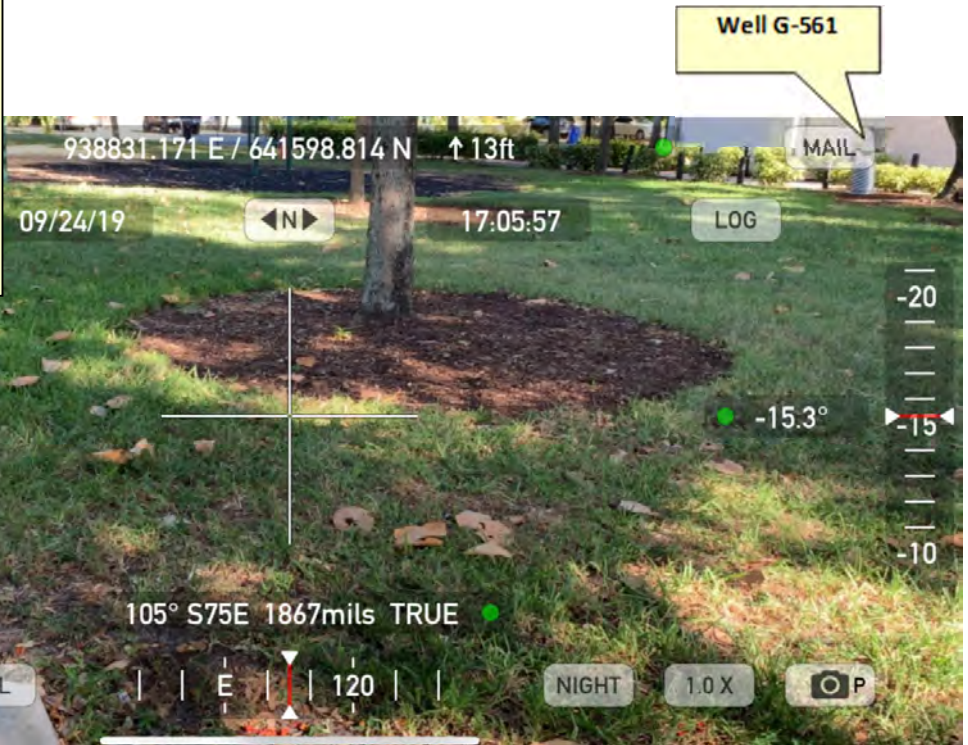 Well G-561
938831.171 E / 641598.814 N ↑ 13ft MAIL
09/24/19 ◀N▶ 17:05:57 LOG
-20
-15.3° -15
-10
105° S75E 1867mils TRUE
E 120 NIGHT 1.0 X P